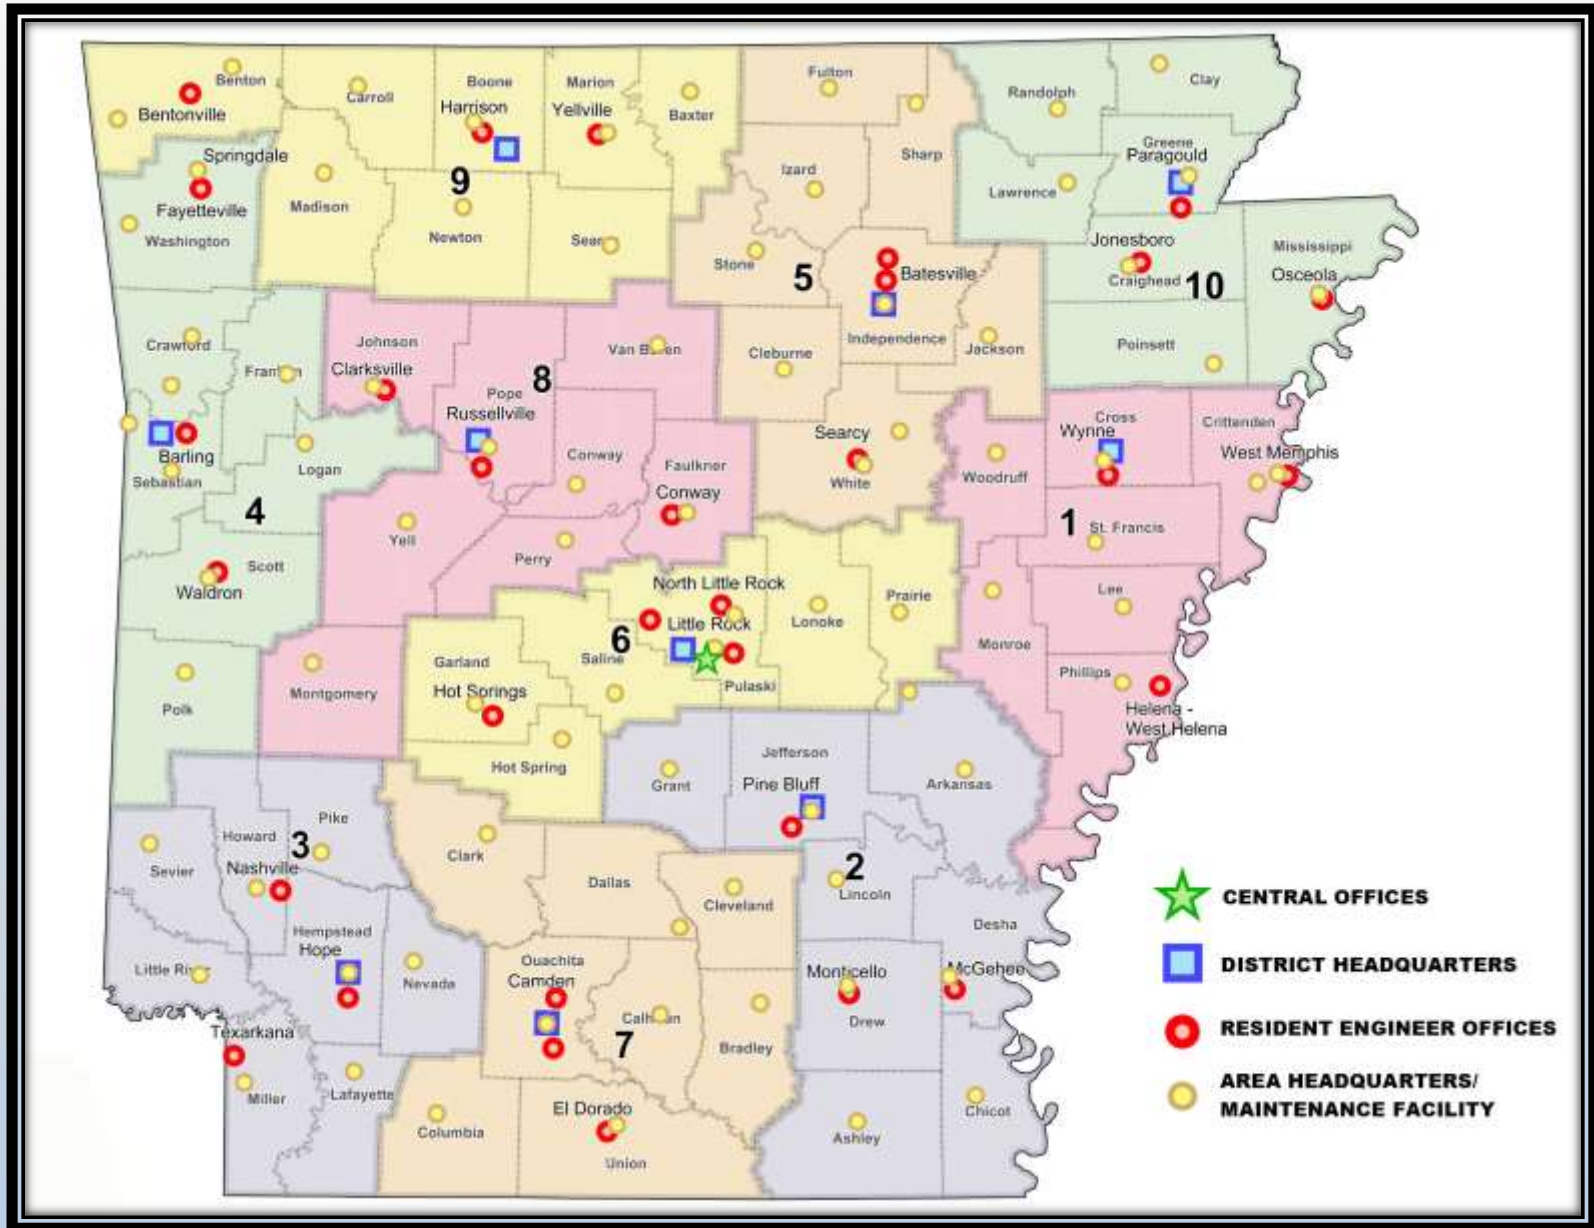 Benton
Bentonville
Carroll
Boone
Harrison
Marion
Yellville
Baxter
Fulton
Sharp
Randolph
Clay
Greene
Paragould
Lawrence
Springdale
Fayetteville
Washington
Madison
9
Newton
Izard
Stone
5
Batesville
Independence
Jackson
Jonesboro
Craighead
10
Mississippi
Osceola
Poinsett
Crawford
Johnson
Clarksville
8
Pope
Russellville
Cleburne
Barling
Sebastian
Logan
4
Conway
Faulkner
Conway
Searcy
White
Woodruff
Cross
Wynne
Crittenden
West Memphis
1
St. Francis
Yell
Perry
Scott
Waldron
North Little Rock
Little Rock
6
Saline
Pulaski
Lonoke
Prairie
Monroe
Lee
Phillips
Helena -
West Helena
Polk
Montgomery
Garland
Hot Springs
Hot Spring
Grant
Jefferson
Pine Bluff
Arkansas
Pike
Howard
3
Nashville
Sevier
Clark
Dallas
Cleveland
2
Lincoln
Desha
Hempstead
Hope
Nevada
Ouachita
Camden
7
Bradley
Monticello
Drew
McGehee
Texarkana
Miller
Lafayette
Columbia
El Dorado
Union
Ashley
Chicot
CENTRAL OFFICES
DISTRICT HEADQUARTERS
RESIDENT ENGINEER OFFICES
AREA HEADQUARTERS/
MAINTENANCE FACILITY